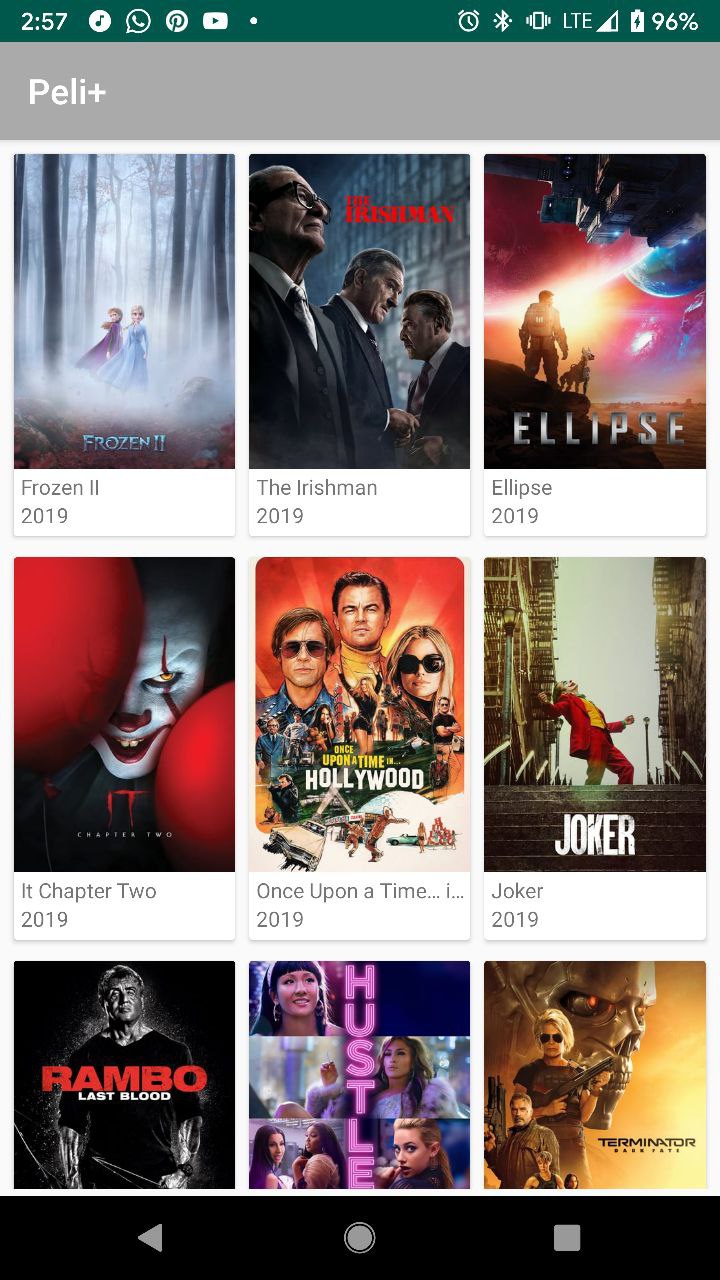 2:57
LTE
96%
Peli+
THE
IRISHMAN
FROZEN II
ELLIPSE
Frozen II
2019
The Irishman
2019
Ellipse
2019
IT
CHAPTER TWO
ONCE
UPON A TIME IN...
HOLLYWOOD
JOKER
It Chapter Two
2019
Once Upon a Time... i...
2019
Joker
2019
RAMBO
LAST BLOOD
HUSTLE
TERMINATOR
DARK FATE